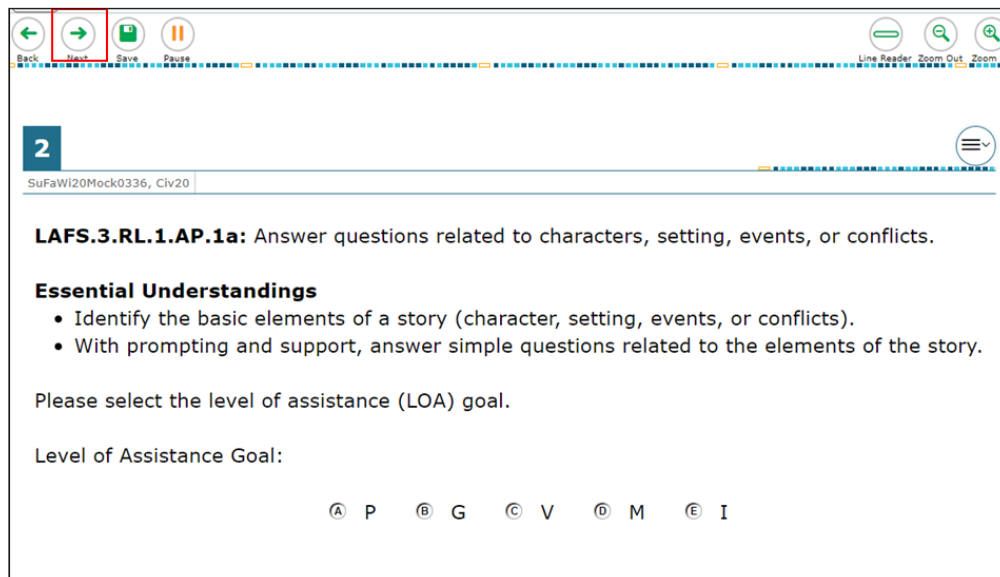 Back Next Save Pause Line Reader Zoom Out Zoom
2
SuFaWi20Mock0336, Civ20
LAFS.3.RL.1.AP.1a: Answer questions related to characters, setting, events, or conflicts.
Essential Understandings
• Identify the basic elements of a story (character, setting, events, or conflicts).
• With prompting and support, answer simple questions related to the elements of the story.
Please select the level of assistance (LOA) goal.
Level of Assistance Goal:
A P B G C V D M E I